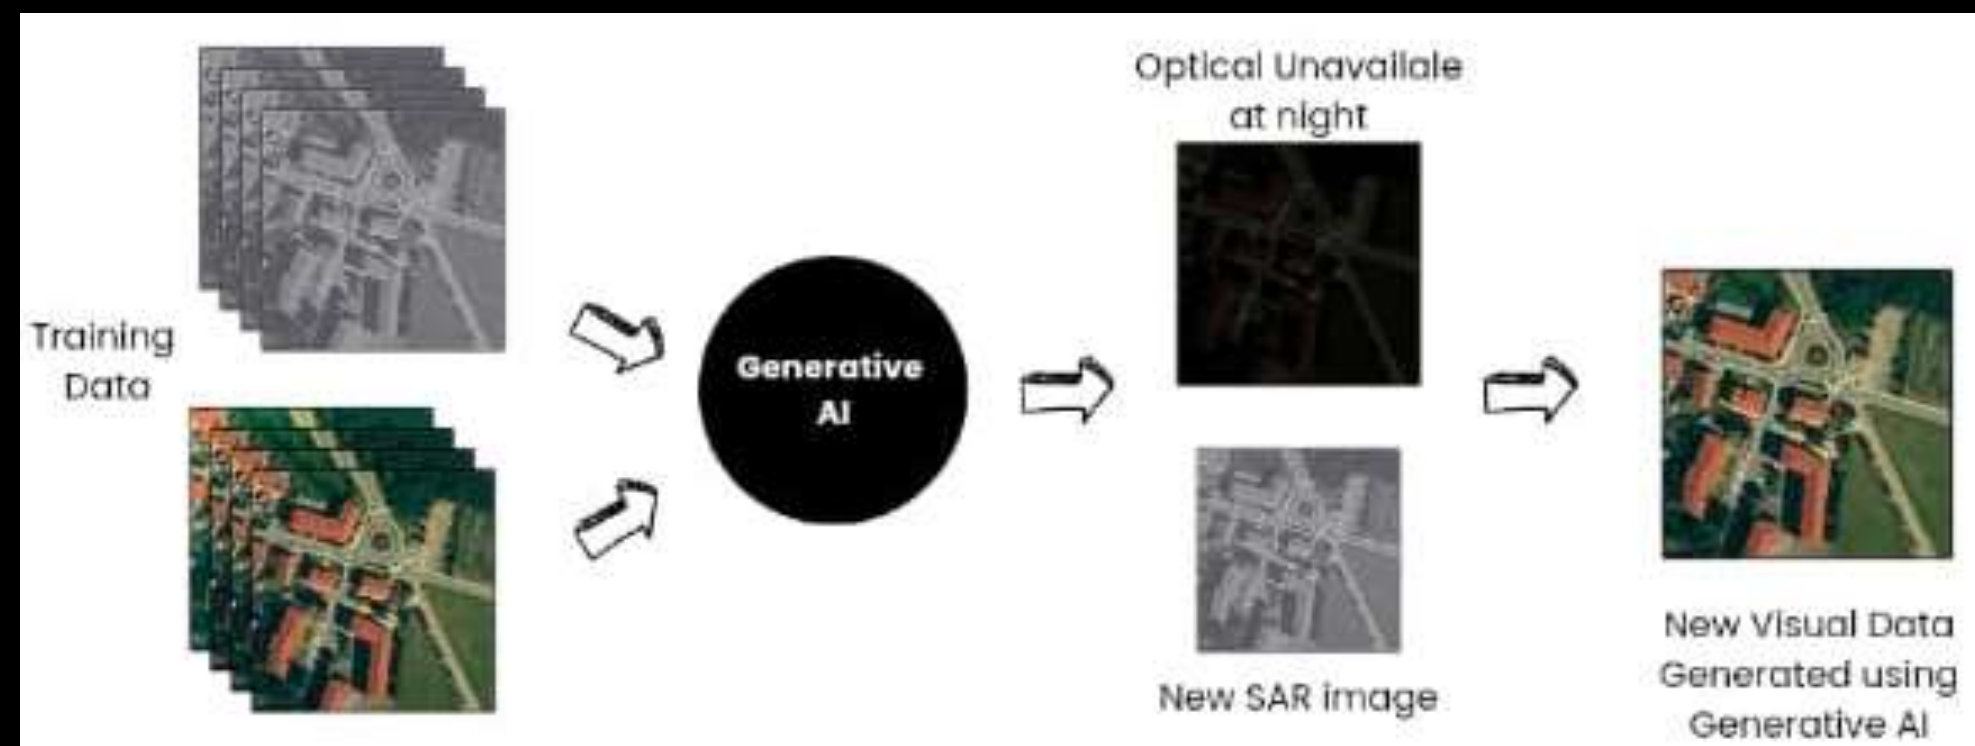 Training
Data
Generative
AI
Optical Unavailale
at night
New SAR image
New Visual Data
Generated using
Generative AI